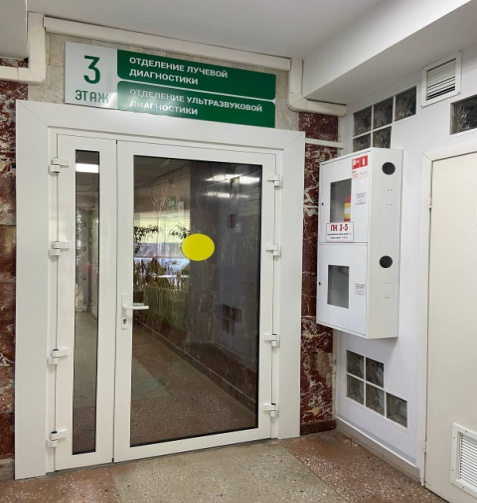 3
ЭТАЖ
ОТДЕЛЕНИЕ ЛУЧЕВОЙ
ДИАГНОСТИКИ
ОТДЕЛЕНИЕ УЛЬТРАЗВУКОВОЙ
ДИАГНОСТИКИ
ПК 3-5